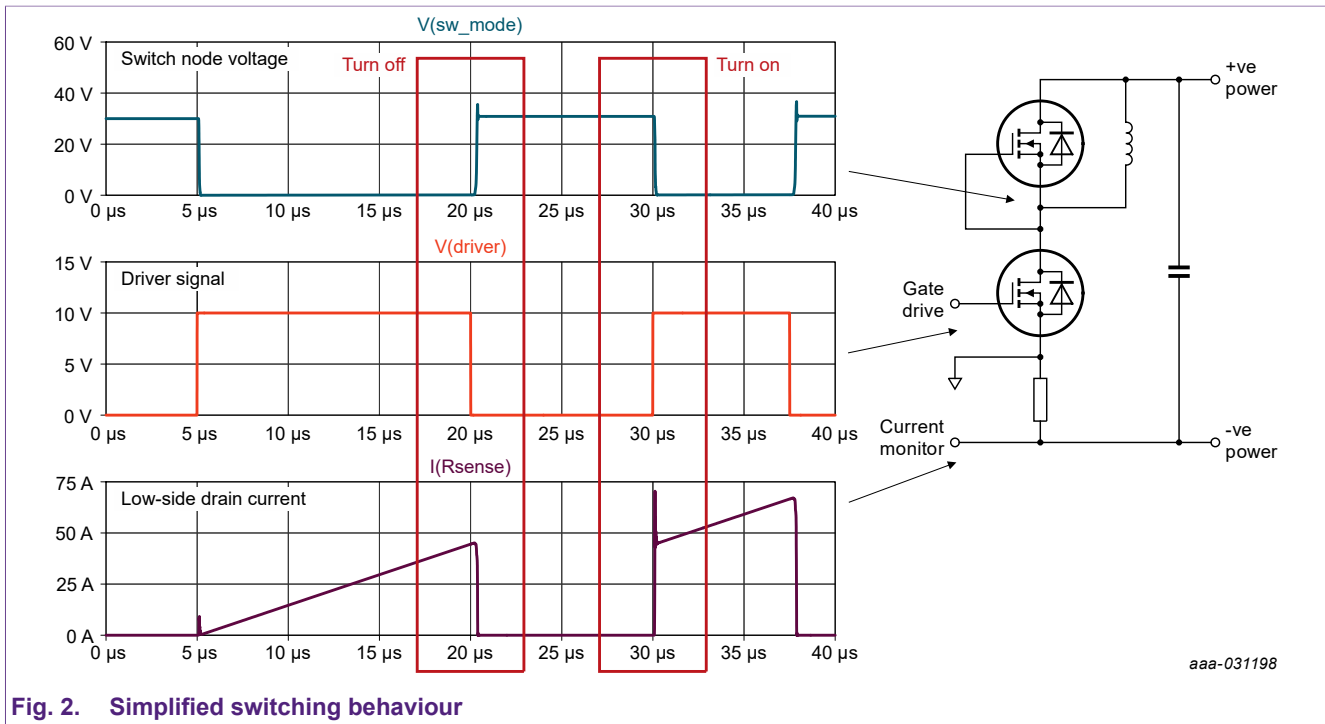 V(sw_mode)
60 V
Switch node voltage
Turn off
Turn on
40 V
20 V
0 V
0 µs
5 µs
10 µs
15 µs
20 µs
25 µs
30 µs
35 µs
40 µs
V(driver)
15 V
Driver signal
10 V
5 V
0 V
0 µs
5 µs
10 µs
15 µs
20 µs
25 µs
30 µs
35 µs
40 µs
I(Rsense)
75 A
Low-side drain current
50 A
25 A
0 A
0 µs
5 µs
10 µs
15 µs
20 µs
25 µs
30 µs
35 µs
40 µs
+ve
power
Gate
drive
Current
monitor
-ve
power
aaa-031198
Fig. 2. Simplified switching behaviour